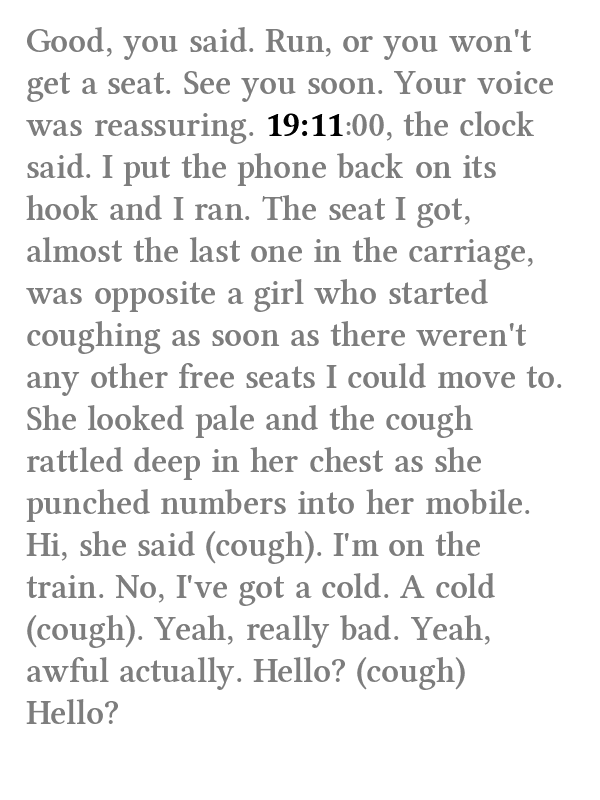 Good, you said. Run, or you won't
get a seat. See you soon. Your voice
was reassuring. 19:11:00, the clock
said. I put the phone back on its
hook and I ran. The seat I got,
almost the last one in the carriage,
was opposite a girl who started
coughing as soon as there weren't
any other free seats I could move to.
She looked pale and the cough
rattled deep in her chest as she
punched numbers into her mobile.
Hi, she said (cough). I'm on the
train. No, I've got a cold. A cold
(cough). Yeah, really bad. Yeah,
awful actually. Hello? (cough)
Hello?